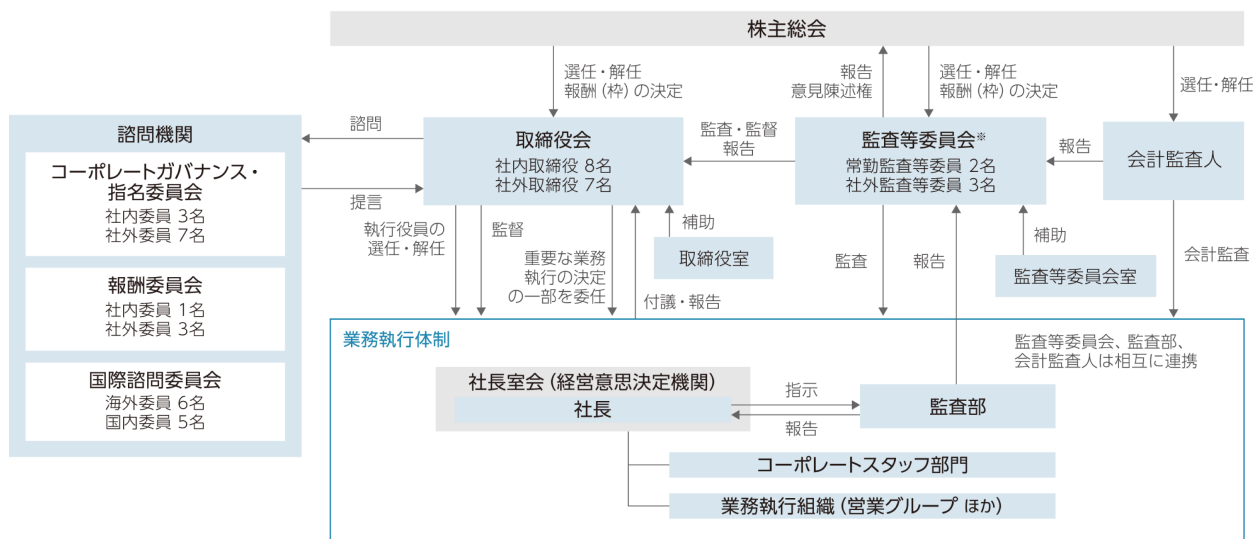 株主総会
選任・解任
報酬(枠)の決定
報告
意見陳述権
選任・解任
報酬(枠)の決定
選任・解任
諮問機関
コーポレートガバナンス・
指名委員会
社内委員 3名
社外委員 7名
報酬委員会
社内委員 1名
社外委員 3名
国際諮問委員会
海外委員 6名
国内委員 5名
諮問
提言
取締役会
社内取締役 8名
社外取締役 7名
監査・監督
報告
監査等委員会※
常勤監査等委員 2名
社外監査等委員 3名
報告
会計監査人
執行役員の
選任・解任
監督
重要な業務
執行の決定
の一部を委任
付議・報告
補助
取締役室
監査
報告
補助
監査等委員会室
会計監査
業務執行体制
監査等委員会、監査部、
会計監査人は相互に連携
社長室会(経営意思決定機関)
社長
指示
報告
監査部
コーポレートスタッフ部門
業務執行組織(営業グループ ほか)